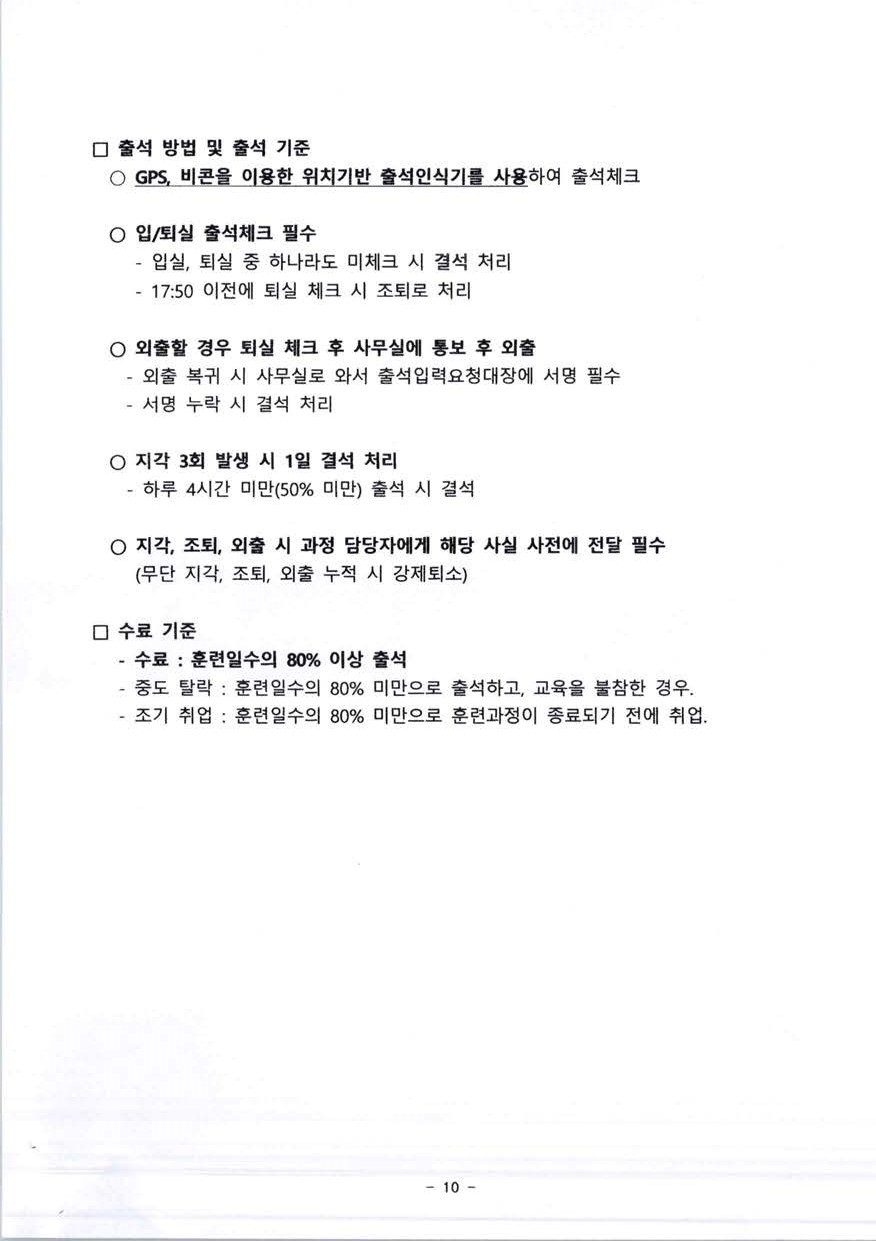 □ 출석 방법 및 출석 기준
○ GPS, 비콘을 이용한 위치기반 출석인식기를 사용하여 출석체크
○ 입/퇴실 출석체크 필수
- 입실, 퇴실 중 하나라도 미체크 시 결석 처리
- 17:50 이전에 퇴실 체크 시 조퇴로 처리
○ 외출할 경우 퇴실 체크 후 사무실에 통보 후 외출
- 외출 복귀 시 사무실로 와서 출석입력요청대장에 서명 필수
- 서명 누락 시 결석 처리
○ 지각 3회 발생 시 1일 결석 처리
- 하루 4시간 미만(50% 미만) 출석 시 결석
○ 지각, 조퇴, 외출 시 과정 담당자에게 해당 사실 사전에 전달 필수
(무단 지각, 조퇴, 외출 누적 시 강제퇴소)
□ 수료 기준
- 수료 : 훈련일수의 80% 이상 출석
- 중도 탈락 : 훈련일수의 80% 미만으로 출석하고, 교육을 불참한 경우.
- 조기 취업 : 훈련일수의 80% 미만으로 훈련과정이 종료되기 전에 취업.
- 10 -